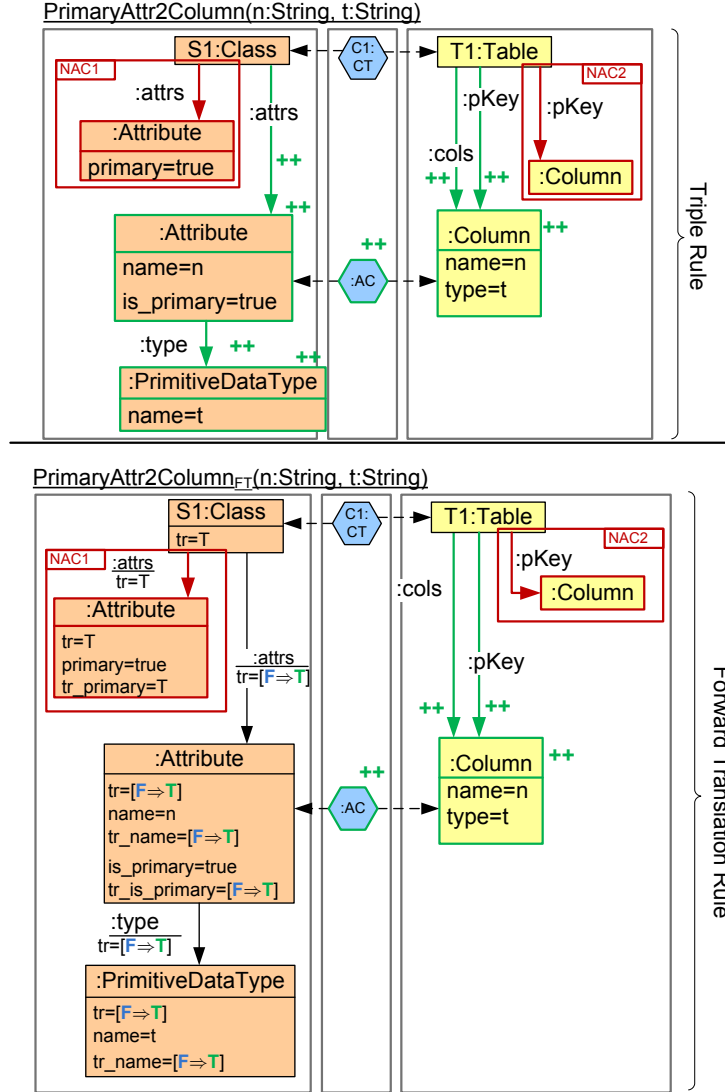 PrimaryAttr2Column(n:String, t:String)
S1:Class
C1:
CT
T1:Table
NAC1
NAC2
:attrs
:attrs
:pKey
:pKey
:Attribute
primary=true
:cols
:Column
++
++ ++
++
:Attribute
name=n
is_primary=true
++
:AC
:Column
name=n
type=t
++
:type
++
++
:PrimitiveDataType
name=t
Triple Rule
PrimaryAttr2ColumnFT(n:String, t:String)
S1:Class
tr=T
C1:
CT
T1:Table
NAC1
NAC2
:attrs
tr=T
:pKey
:cols
:Column
:Attribute
tr=T
primary=true
tr_primary=T
:attrs
tr=[F⇒T]
:pKey
++ ++
:Attribute
tr=[F⇒T]
name=n
tr_name=[F⇒T]
is_primary=true
tr_is_primary=[F⇒T]
++
:AC
:Column
name=n
type=t
++
:type
tr=[F⇒T]
:PrimitiveDataType
tr=[F⇒T]
name=t
tr_name=[F⇒T]
Forward Translation Rule